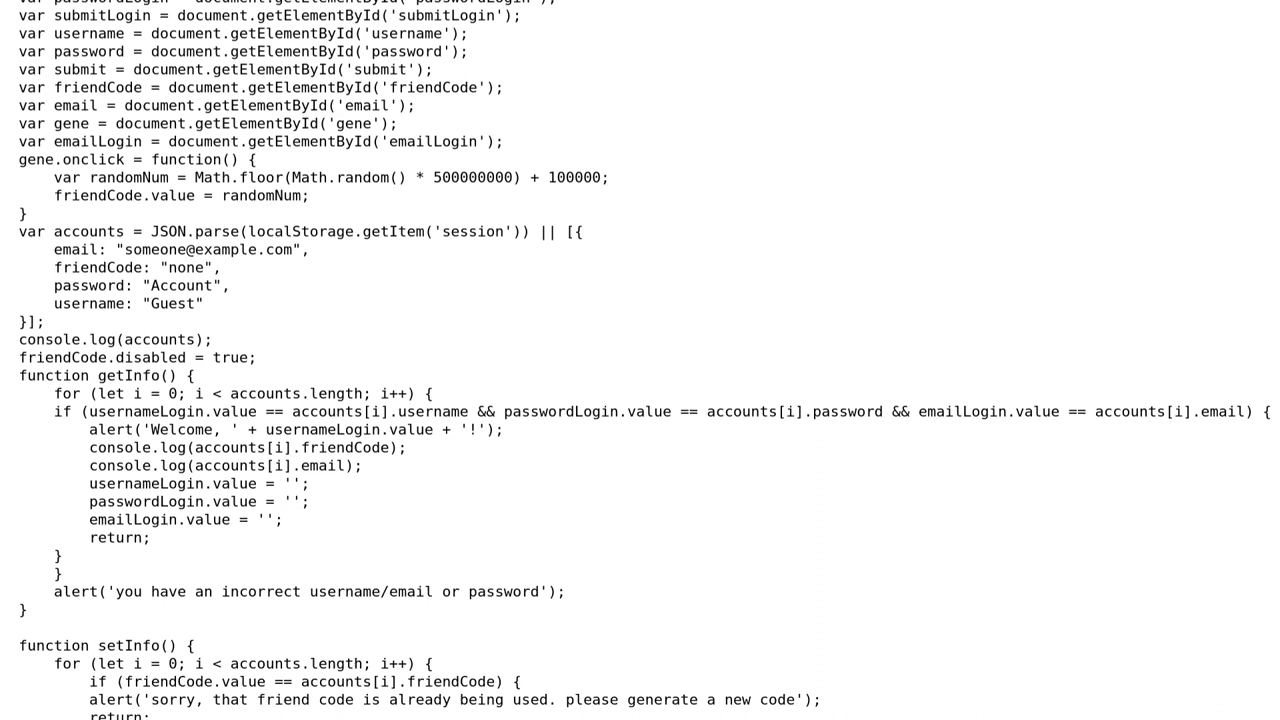 var passwordLogin = document.getElementById('passwordLogin');
var submitLogin = document.getElementById('submitLogin');
var username = document.getElementById('username');
var password = document.getElementById('password');
var submit = document.getElementById('submit');
var friendCode = document.getElementById('friendCode');
var email = document.getElementById('email');
var gene = document.getElementById('gene');
var emailLogin = document.getElementById('emailLogin');
gene.onclick = function() {
    var randomNum = Math.floor(Math.random() * 500000000) + 100000;
    friendCode.value = randomNum;
}
var accounts = JSON.parse(localStorage.getItem('session')) || [{
    email: "someone@example.com",
    friendCode: "none",
    password: "Account",
    username: "Guest"
}];
console.log(accounts);
friendCode.disabled = true;
function getInfo() {
    for (let i = 0; i < accounts.length; i++) {
    if (usernameLogin.value == accounts[i].username && passwordLogin.value == accounts[i].password && emailLogin.value == accounts[i].email) {
        alert('Welcome, ' + usernameLogin.value + '!');
        console.log(accounts[i].friendCode);
        console.log(accounts[i].email);
        usernameLogin.value = '';
        passwordLogin.value = '';
        emailLogin.value = '';
        return;
    }
    }
    alert('you have an incorrect username/email or password');
}

function setInfo() {
    for (let i = 0; i < accounts.length; i++) {
        if (friendCode.value == accounts[i].friendCode) {
        alert('sorry, that friend code is already being used. please generate a new code');
        return;